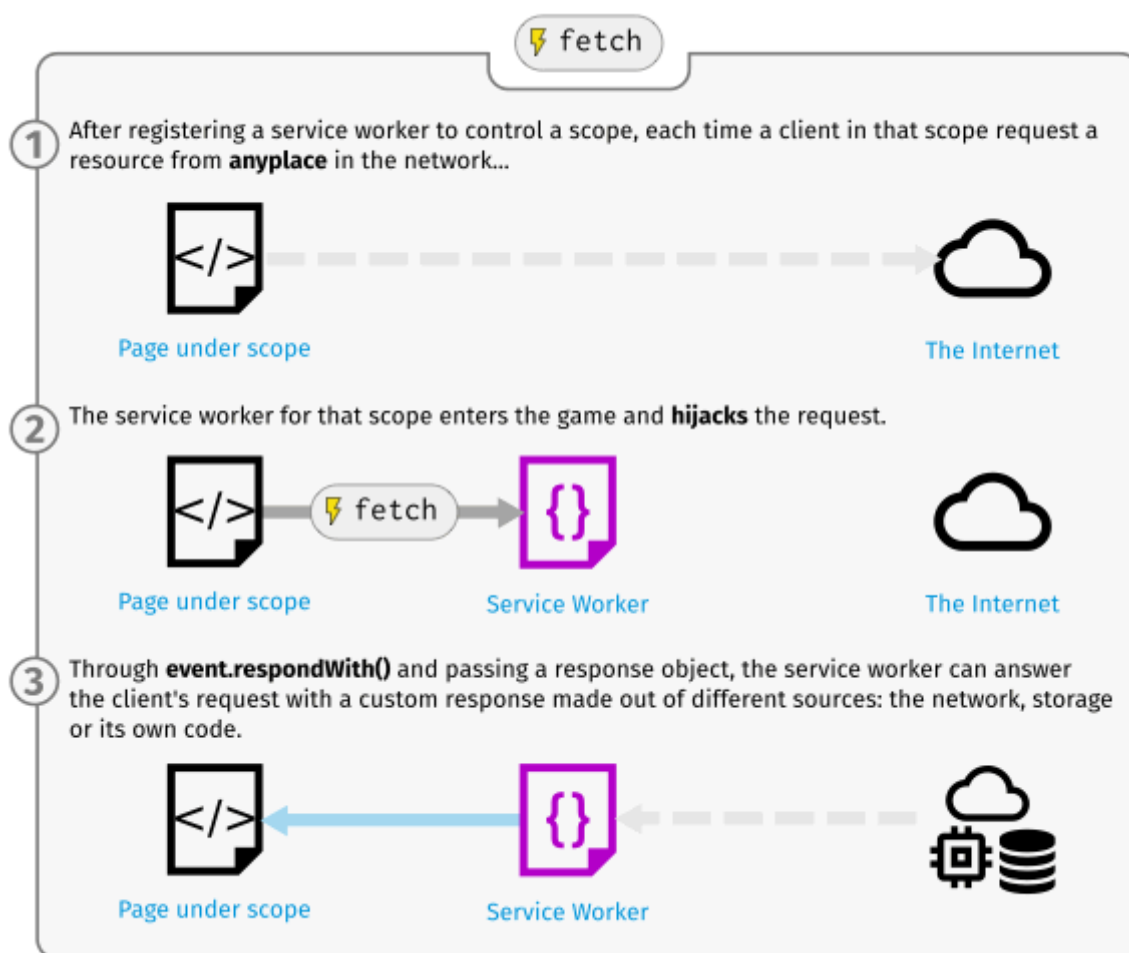 fetch
1
After registering a service worker to control a scope, each time a client in that scope request a
resource from anyplace in the network...
</>
Page under scope
The Internet
2
The service worker for that scope enters the game and hijacks the request.
</>
fetch
{}
Page under scope
Service Worker
The Internet
3
Through event.respondWith() and passing a response object, the service worker can answer
the client's request with a custom response made out of different sources: the network, storage
or its own code.
</>
{}
Page under scope
Service Worker